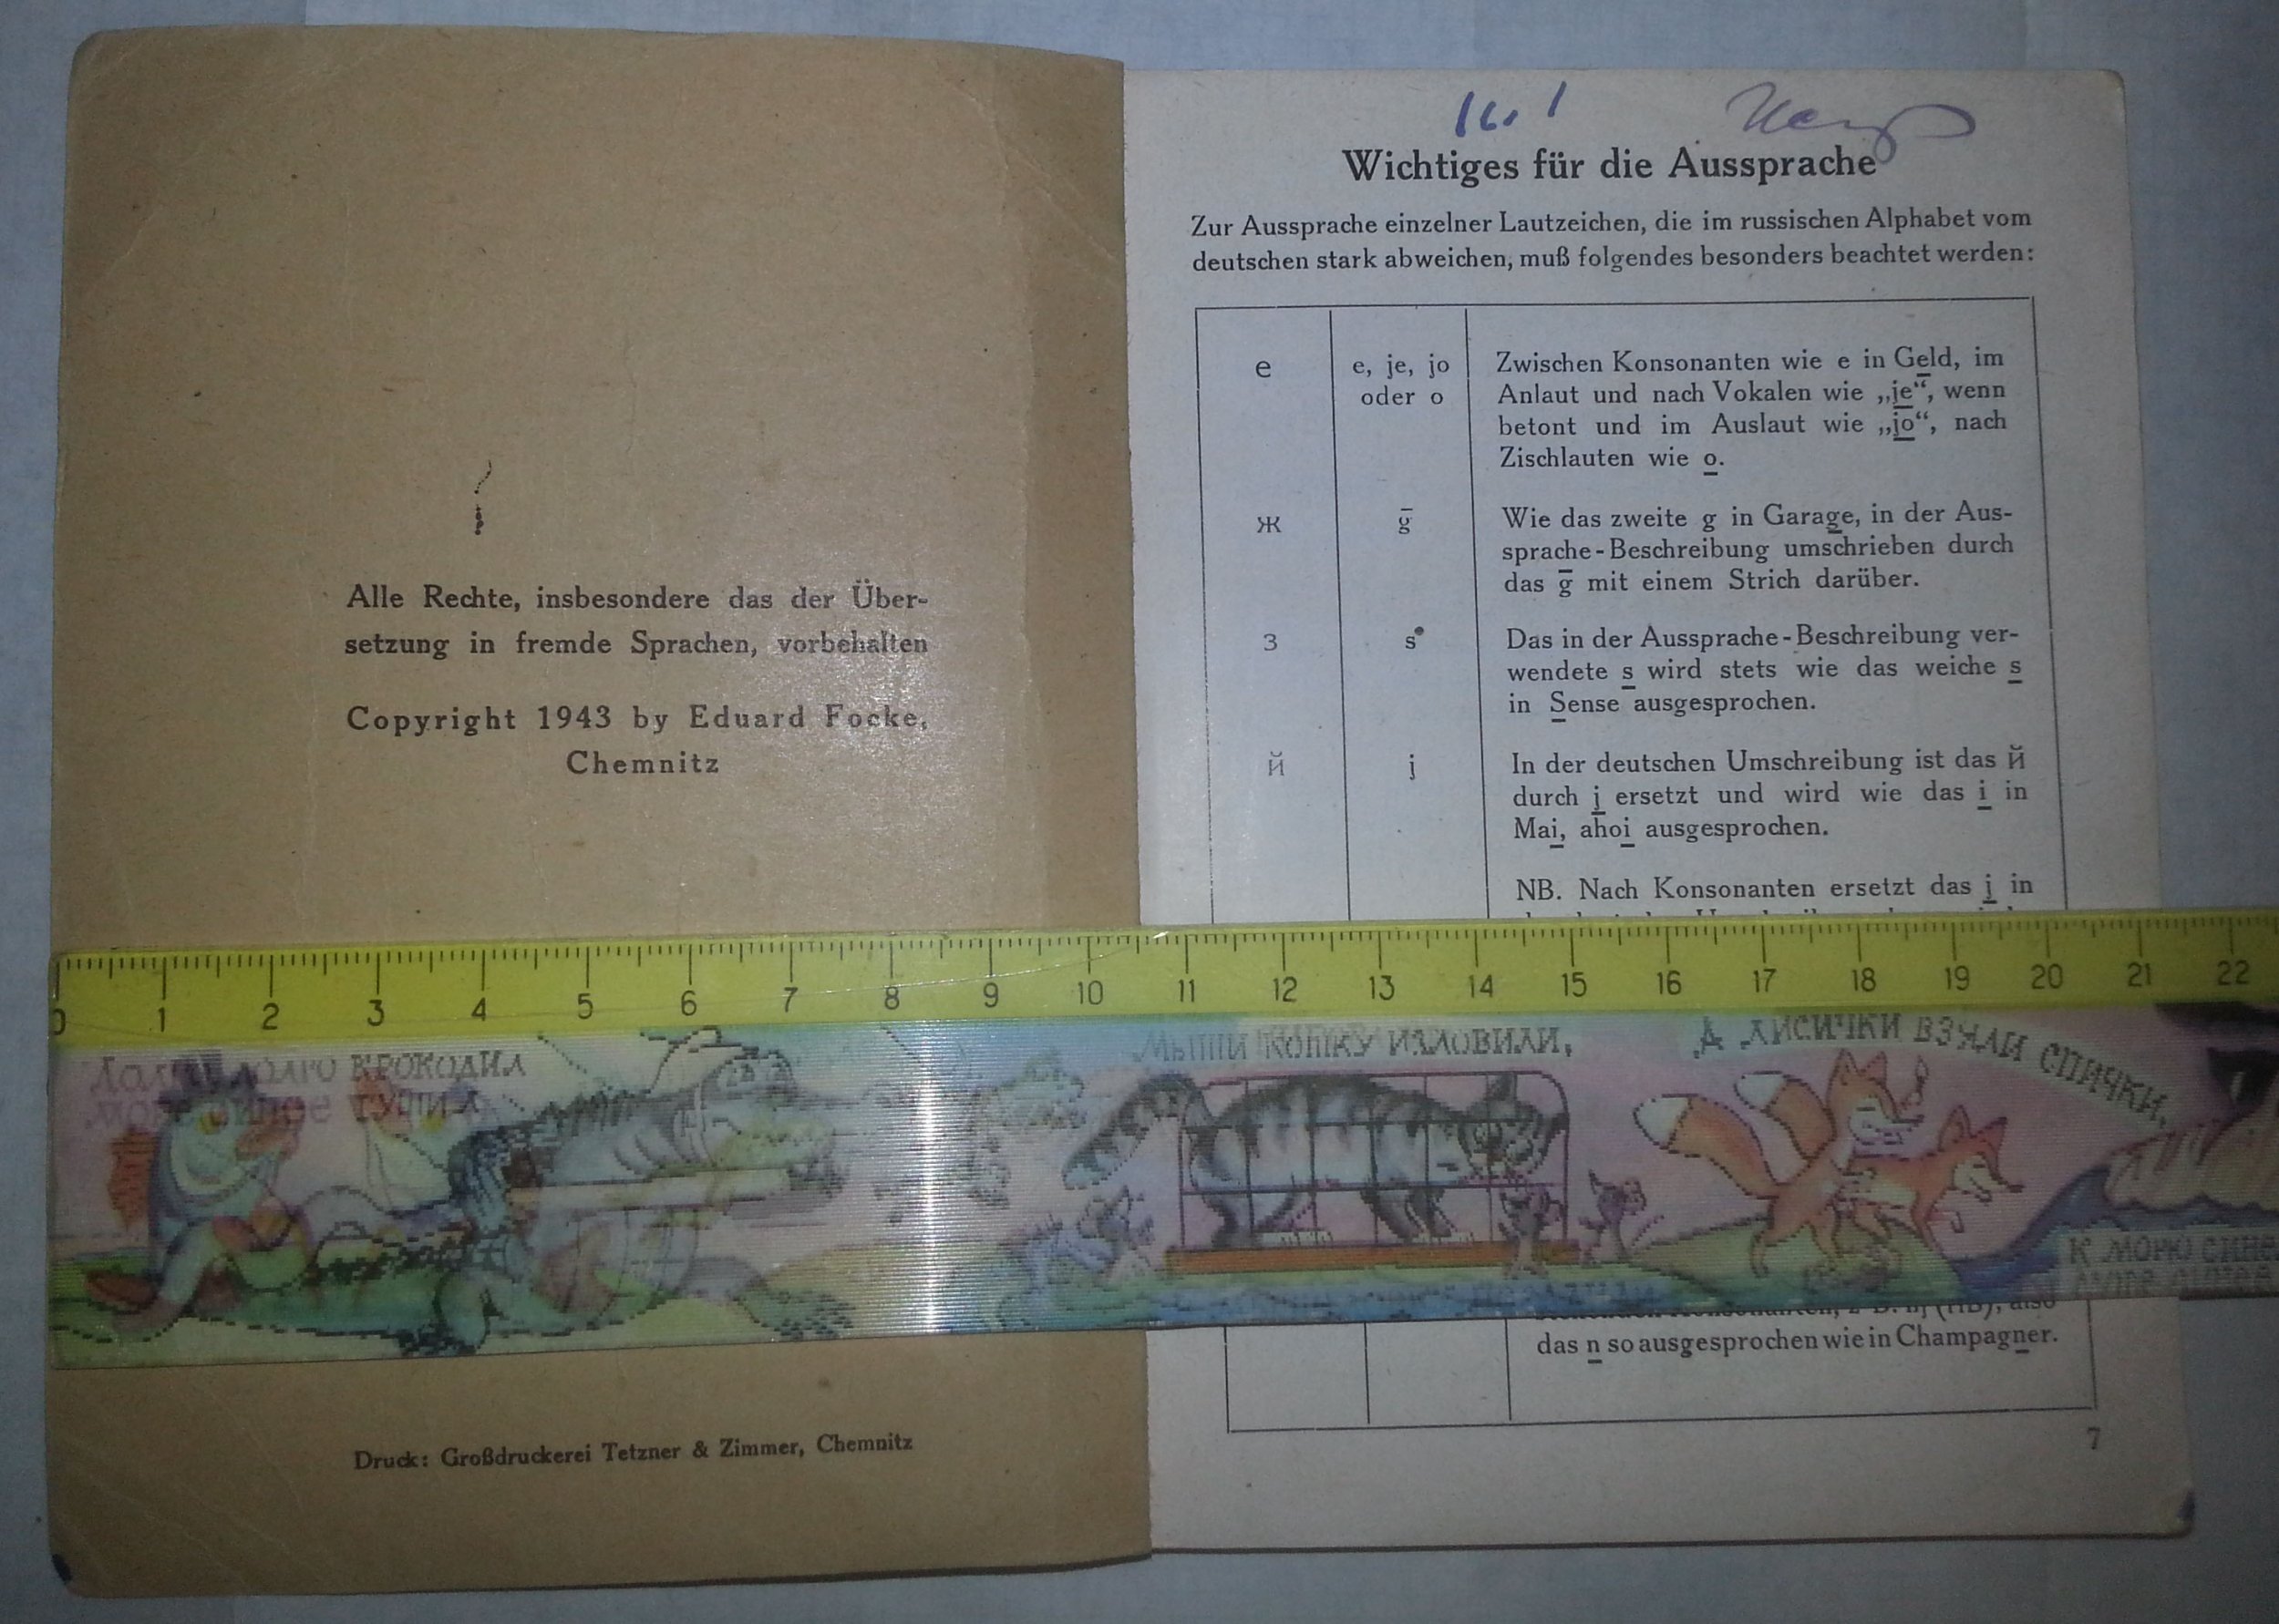 Alle Rechte, insbesondere das der Über-
setzung in fremde Sprachen, vorbehalten
Copyright 1943 by Eduard Focke,
Chemnitz
Druck: Großdruckerei Tetzner & Zimmer, Chemnitz
Wichtiges für die Aussprache
Zur Aussprache einzelner Lautzeichen, die im russischen Alphabet vom
deutschen stark abweichen, muß folgendes besonders beachtet werden:
е
e, je, jo
oder o
Zwischen Konsonanten wie e in Geld, im
Anlaut und nach Vokalen wie „je“, wenn
betont und im Auslaut wie „jo“, nach
Zischlauten wie o.
ж
ḡ
Wie das zweite g in Garage, in der Aus-
sprache-Beschreibung umschrieben durch
das ḡ mit einem Strich darüber.
з
s
Das in der Aussprache-Beschreibung ver-
wendete s wird stets wie das weiche s
in Sense ausgesprochen.
й
j
In der deutschen Umschreibung ist das й
durch j ersetzt und wird wie das i in
Mai, ahoi ausgesprochen.
NB. Nach Konsonanten ersetzt das j in
das n so ausgesprochen wie in Champagner.
7
0 1 2 3 4 5 6 7 8 9 10 11 12 13 14 15 16 17 18 19 20 21 22
КРОКОДИЛ
МЫШИ КОШКУ ИЗЛОВИЛИ,
А ЛИСИЧКИ ВЗЯЛИ СПИЧКИ,
К МОРЮ СИНЕ